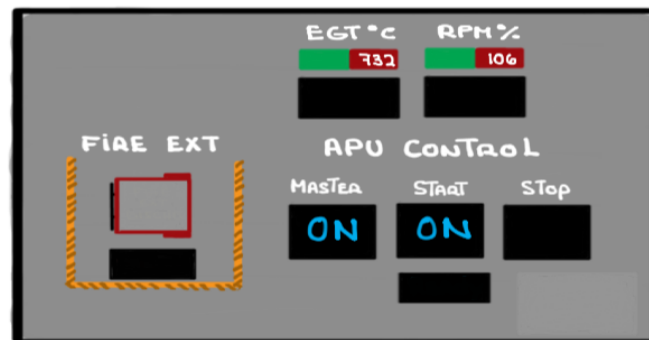 EGT °C RPM %
732 106
FIRE EXT APU CONTROL
MASTER START STOP
ON ON